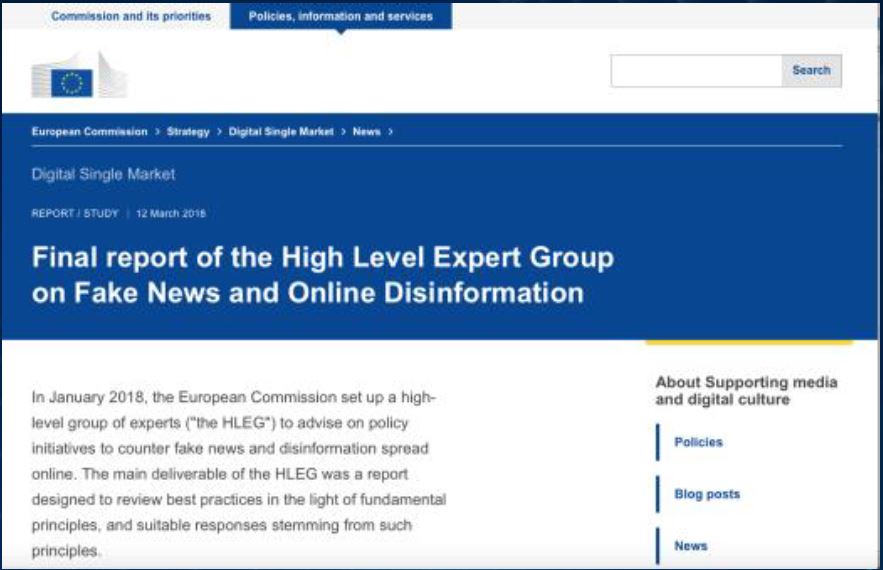 Commission and its priorities
Policies, information and services
Search
European Commission > Strategy > Digital Single Market > News >
Digital Single Market
REPORT / STUDY | 12 March 2018
Final report of the High Level Expert Group
on Fake News and Online Disinformation
In January 2018, the European Commission set up a high-
level group of experts ("the HLEG") to advise on policy
initiatives to counter fake news and disinformation spread
online. The main deliverable of the HLEG was a report
designed to review best practices in the light of fundamental
principles, and suitable responses stemming from such
principles.
About Supporting media
and digital culture
Policies
Blog posts
News